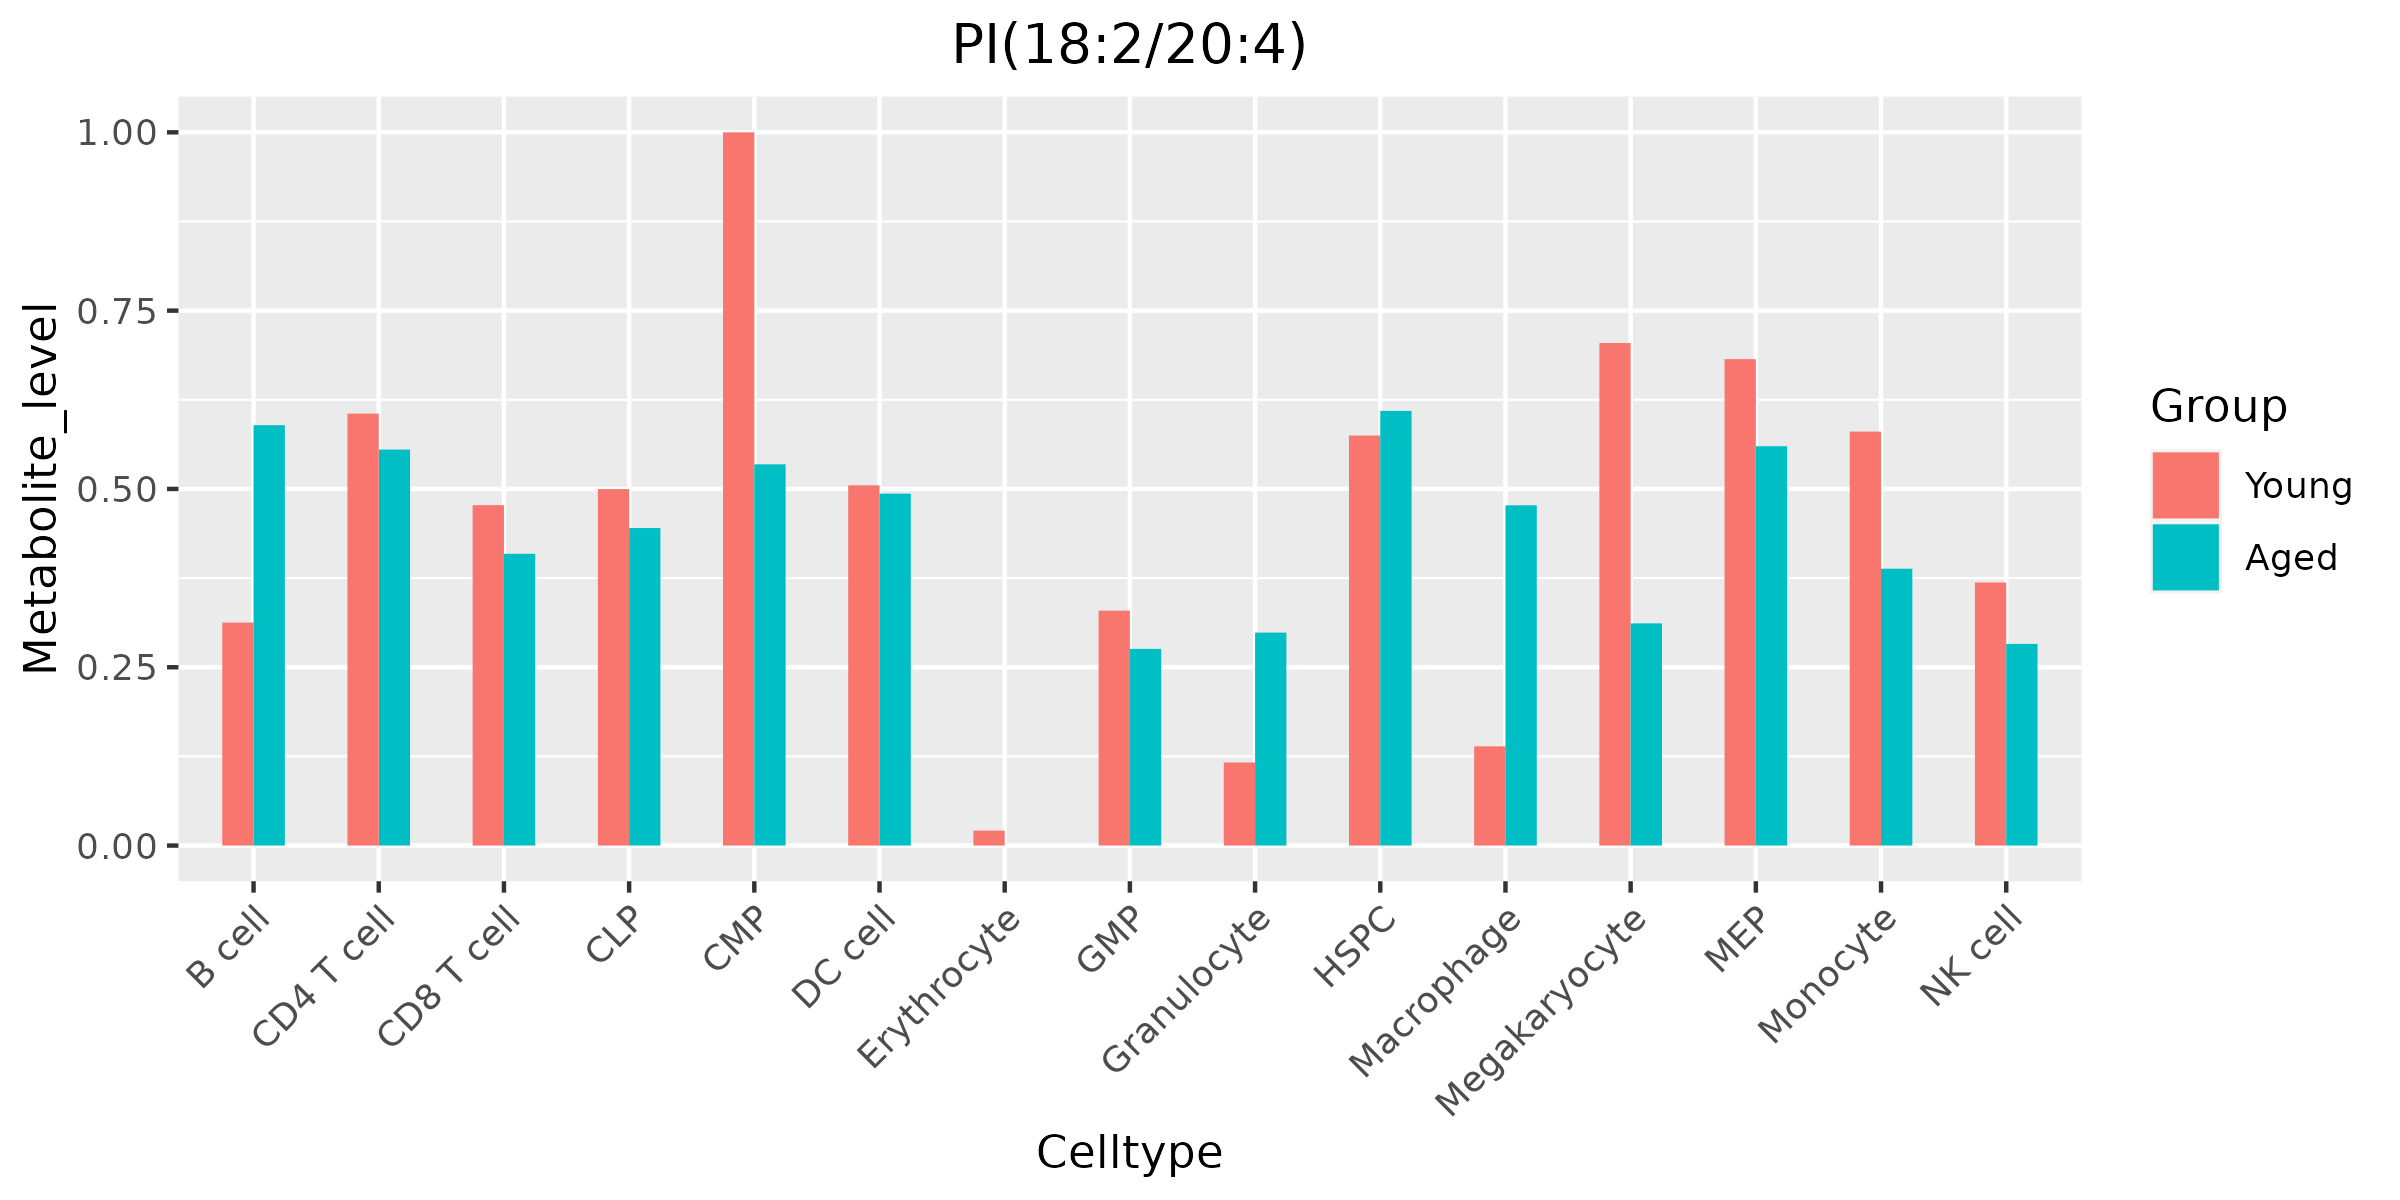 PI(18:2/20:4)
Metabolite_level
1.00
0.75
0.50
0.25
0.00
B cell
CD4 T cell
CD8 T cell
CLP
CMP
DC cell
Erythrocyte
GMP
Granulocyte
HSPC
Macrophage
Megakaryocyte
MEP
Monocyte
NK cell
Celltype
Group
Young
Aged